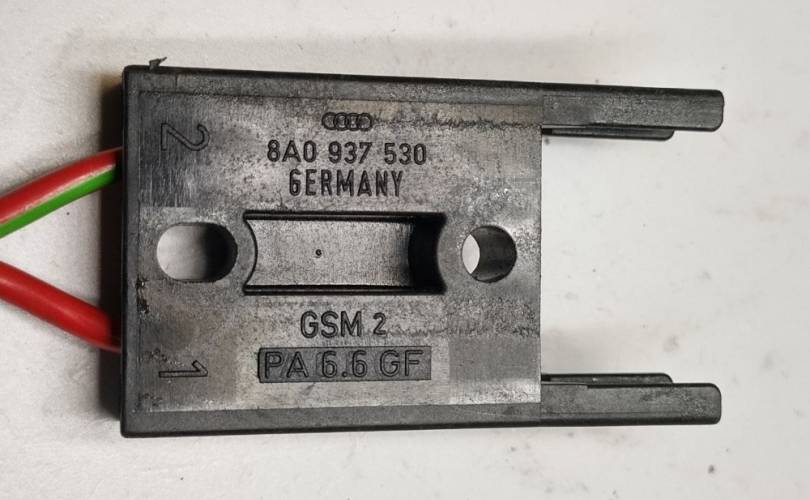 2
8A0 937 530
GERMANY
GSM 2
PA 6.6 GF
1